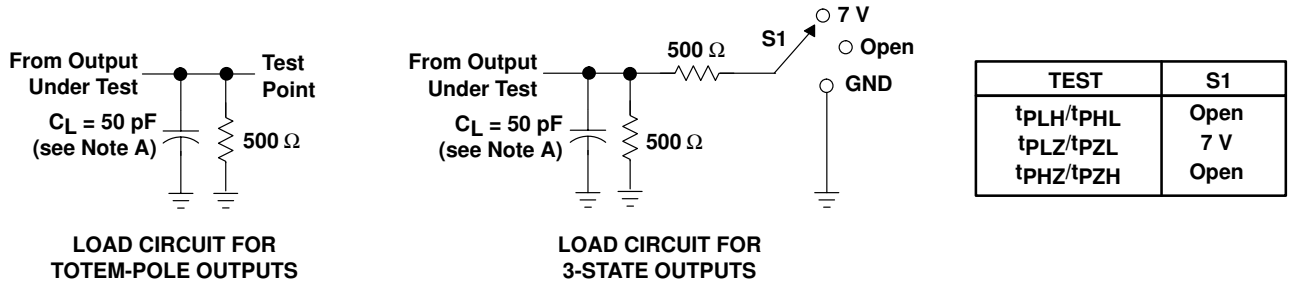 From Output
Under Test
Test
Point
CL = 50 pF
(see Note A)
500 Ω
LOAD CIRCUIT FOR
TOTEM-POLE OUTPUTS
From Output
Under Test
500 Ω
S1
7 V
Open
GND
CL = 50 pF
(see Note A)
500 Ω
LOAD CIRCUIT FOR
3-STATE OUTPUTS
TEST S1
tPLH/tPHL Open
tPLZ/tPZL 7 V
tPHZ/tPZH Open